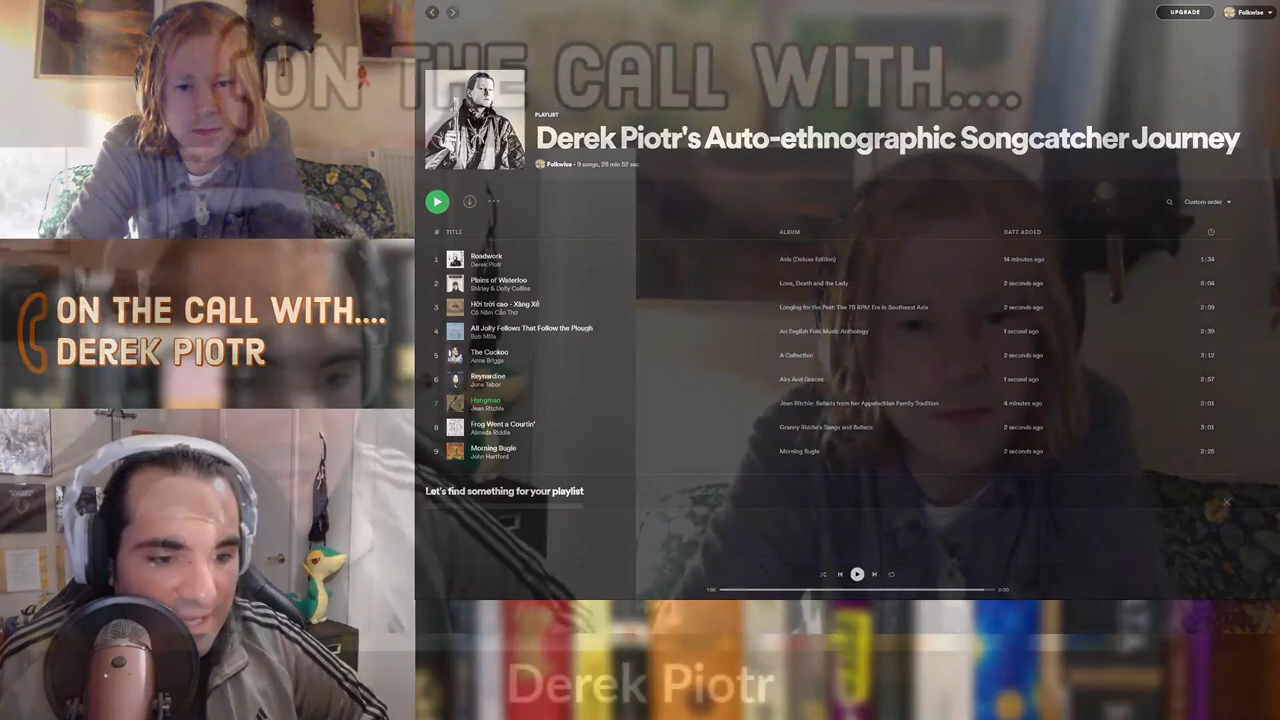 UPGRADE
Folkwise
ON THE CALL WITH....
PLAYLIST
Derek Piotr's Auto-ethnographic Songcatcher Journey
Folkwise • 9 songs, 28 min 52 sec
Custom order
# TITLE ALBUM DATE ADDED
1 Roadwork Avia (Deluxe Edition) 14 minutes ago 1:34
Derek Piotr
2 Plains of Waterloo Love, Death and the Lady 2 seconds ago 8:04
Shirley & Dolly Collins
3 Hởi trời cao - Xàng Xê Longing for the Past: The 78 RPM Era in Southeast Asia 2 seconds ago 2:59
Cô Năm Cần Thơ
4 All Jolly Fellows That Follow the Plough An English Folk Music Anthology 1 second ago 2:39
Bob Mills
5 The Cuckoo A Collection 2 seconds ago 3:12
Anne Briggs
6 Reynardine Airs And Graces 1 second ago 2:57
June Tabor
7 Hangman Jean Ritchie: Ballads from her Appalachian Family Tradition 4 minutes ago 2:01
Jean Ritchie
8 Frog Went a Courtin' Granny Riddle's Songs and Ballads 2 seconds ago 3:01
Almeda Riddle
9 Morning Bugle Morning Bugle 2 seconds ago 2:25
John Hartford
Let's find something for your playlist
1:56 2:00
ON THE CALL WITH....
DEREK PIOTR
Derek Piotr